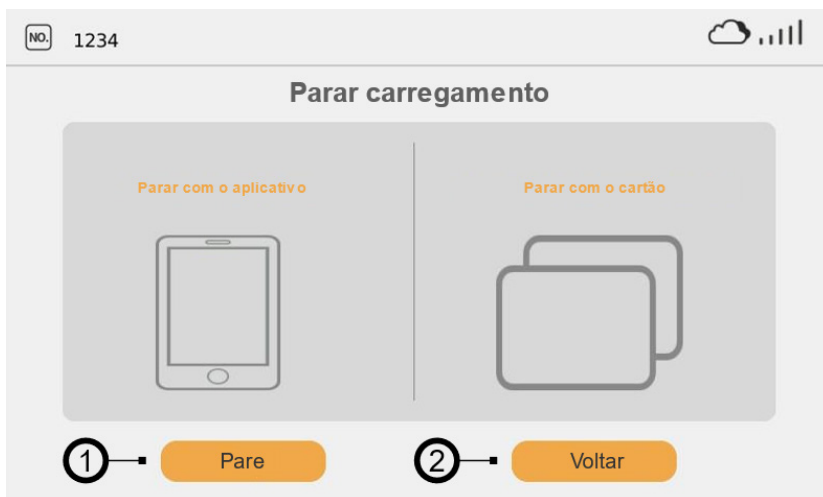 NO. 1234
Parar carregamento
Parar com o aplicativo
Parar com o cartão
1 Pare
2 Voltar